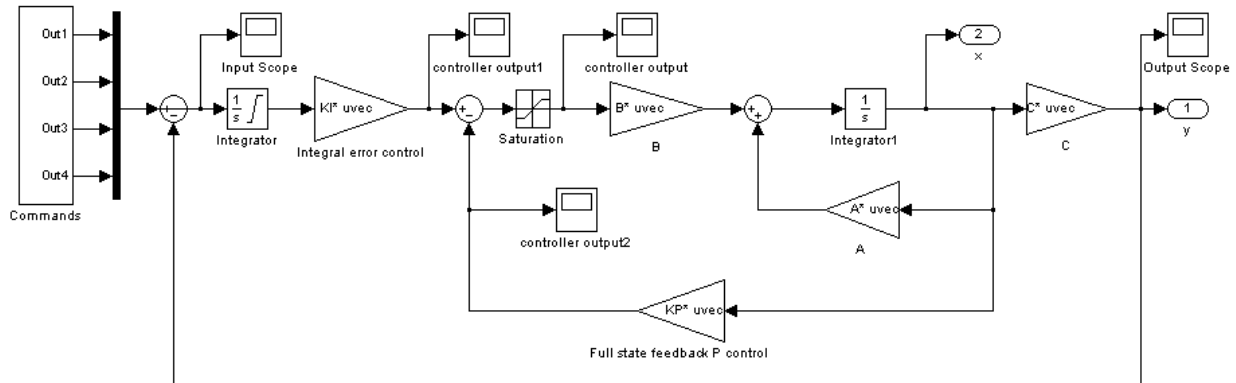 Out1
Out2
Out3
Out4
Commands
Input Scope
1
s
Integrator
KI* uvec
Integral error control
controller output1
Saturation
controller output
B* uvec
B
1
s
Integrator1
2
x
C* uvec
C
Output Scope
1
y
A* uvec
A
controller output2
KP* uvec
Full state feedback P control